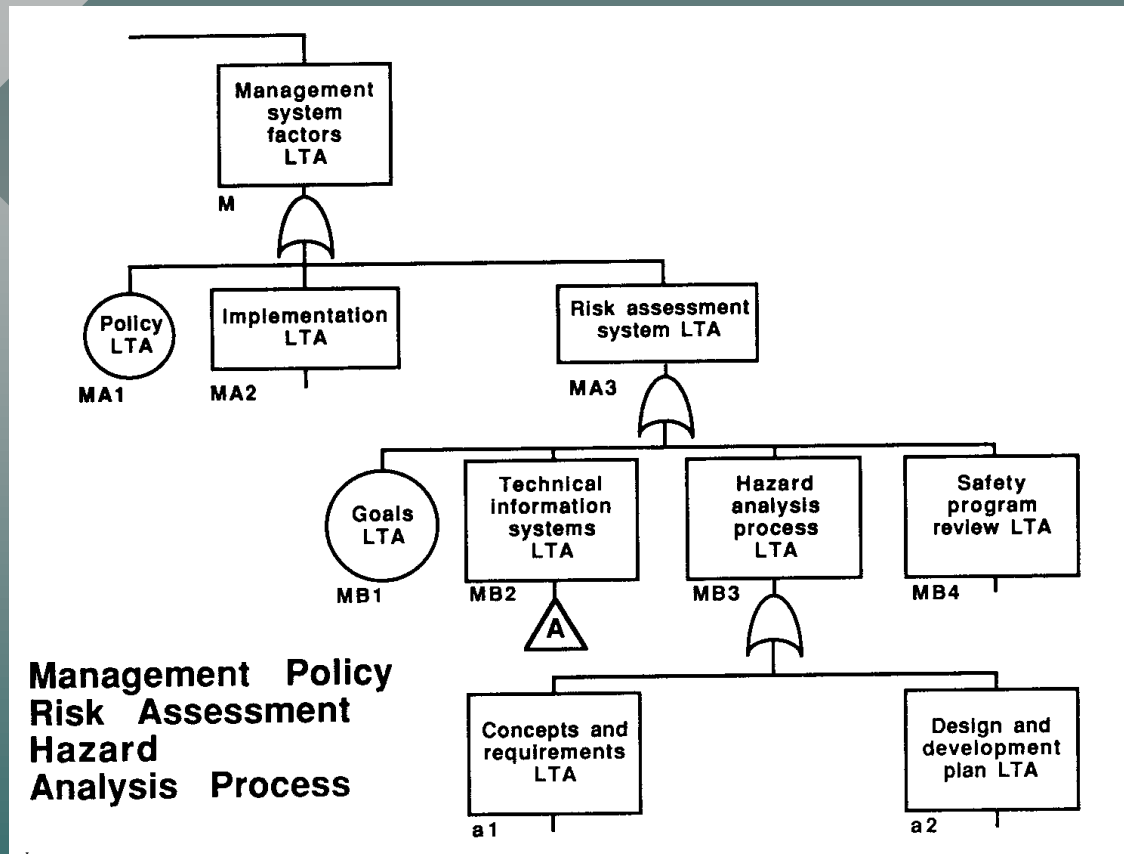 Management
system
factors
LTA
M
Policy
LTA
MA1
Implementation
LTA
MA2
Risk assessment
system LTA
MA3
Goals
LTA
MB1
Technical
information
systems
LTA
MB2
A
Hazard
analysis
process
LTA
MB3
Safety
program
review LTA
MB4
Management Policy
Risk Assessment
Hazard
Analysis Process
Concepts and
requirements
LTA
a1
Design and
development
plan LTA
a2